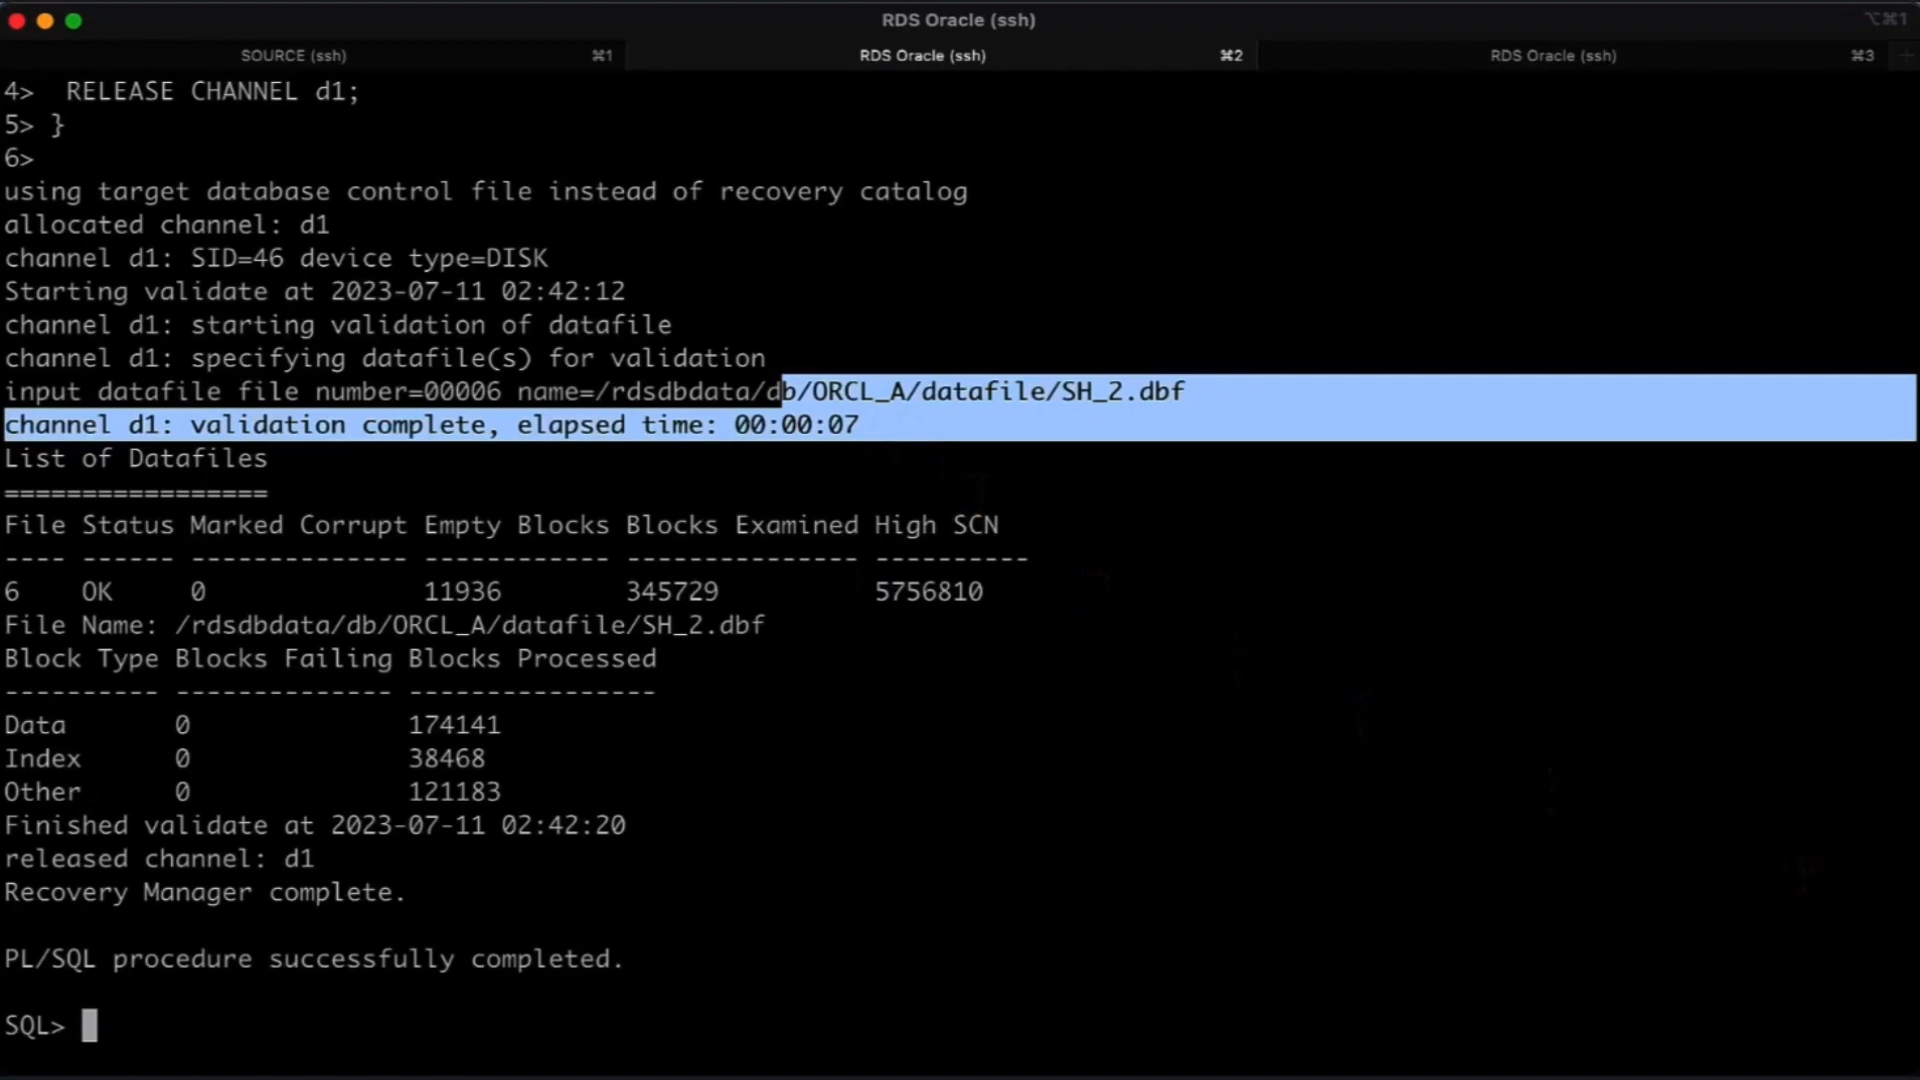 RDS Oracle (ssh)
⌥⌘1
SOURCE (ssh) ⌘1 RDS Oracle (ssh) ⌘2 RDS Oracle (ssh) ⌘3 +
4>  RELEASE CHANNEL d1;
5> }
6>
using target database control file instead of recovery catalog
allocated channel: d1
channel d1: SID=46 device type=DISK
Starting validate at 2023-07-11 02:42:12
channel d1: starting validation of datafile
channel d1: specifying datafile(s) for validation
input datafile file number=00006 name=/rdsdbdata/db/ORCL_A/datafile/SH_2.dbf
channel d1: validation complete, elapsed time: 00:00:07
List of Datafiles
=================
File Status Marked Corrupt Empty Blocks Blocks Examined High SCN
---- ------ -------------- ------------ --------------- ----------
6    OK     0              11936        345729          5756810
File Name: /rdsdbdata/db/ORCL_A/datafile/SH_2.dbf
Block Type Blocks Failing Blocks Processed
---------- -------------- ----------------
Data       0              174141
Index      0              38468
Other      0              121183
Finished validate at 2023-07-11 02:42:20
released channel: d1
Recovery Manager complete.
PL/SQL procedure successfully completed.
SQL>